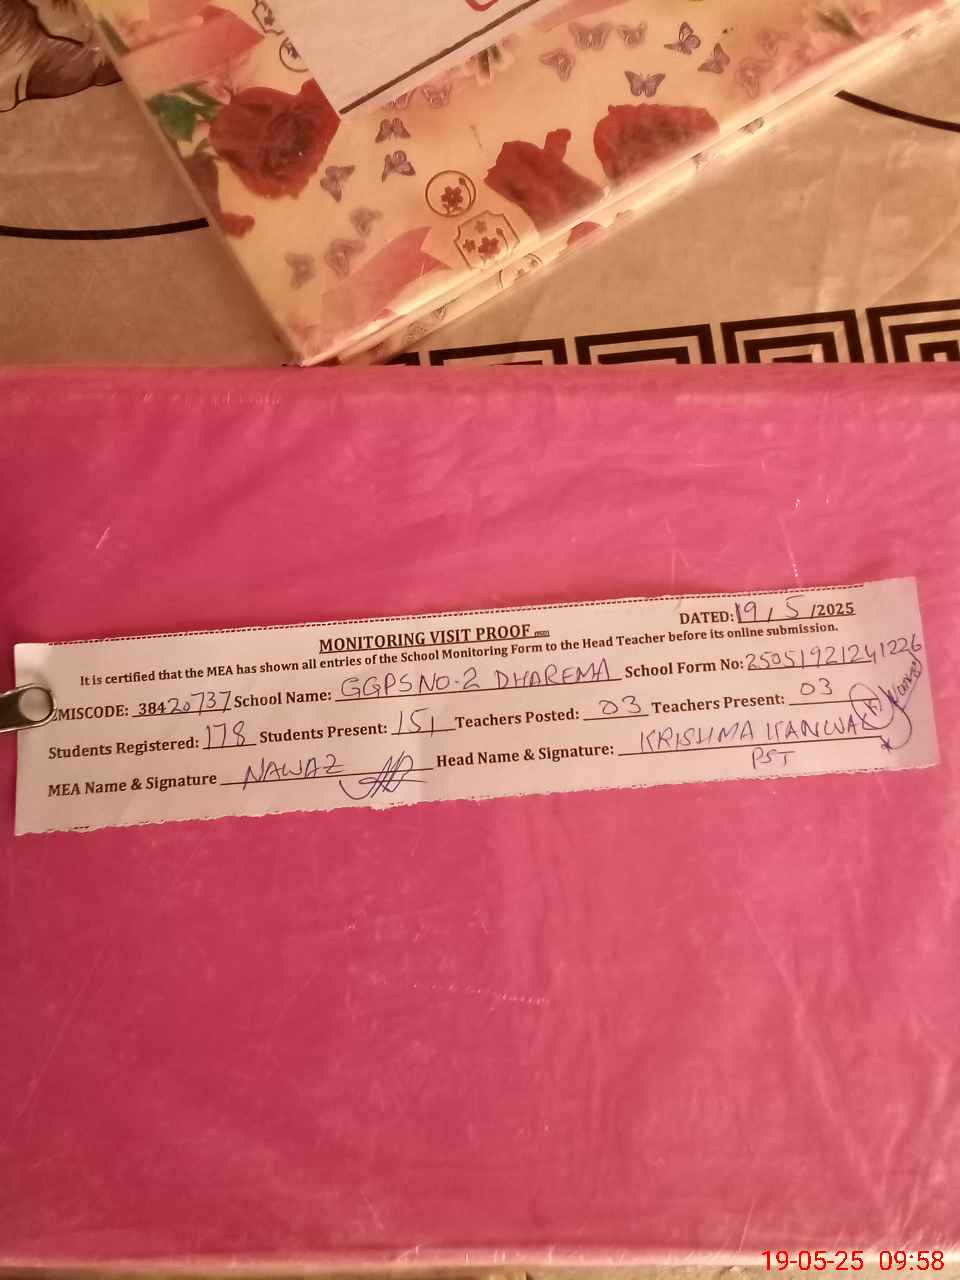 MONITORING VISIT PROOF
DATED: 19 / 5 /2025
It is certified that the MEA has shown all entries of the School Monitoring Form to the Head Teacher before its online submission.
EMISCODE: 38420737 School Name: GGPS NO-2 DHAREMA School Form No: 250519212241226
Students Registered: 178 Students Present: 151 Teachers Posted: 03 Teachers Present: 03
MEA Name & Signature NAWAZ Head Name & Signature: KRISHMA KANWAL
PST
19-05-25 09:58